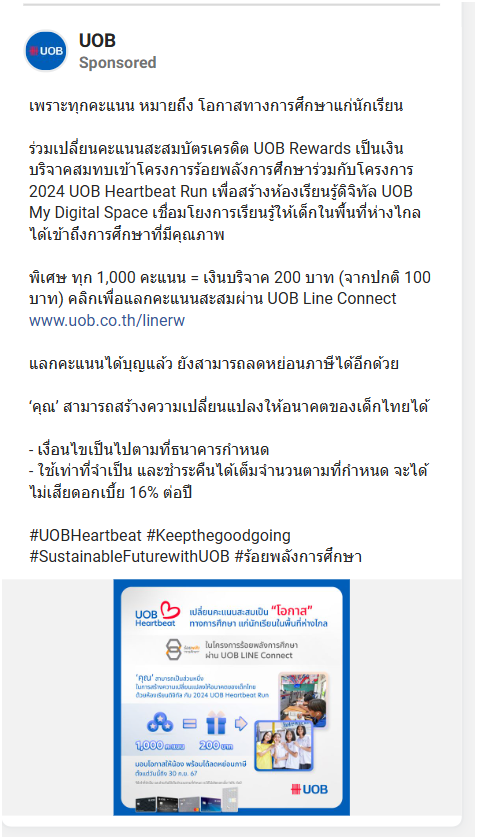 UOB
UOB
Sponsored
เพราะทุกคะแนน หมายถึง โอกาสทางการศึกษาแก่นักเรียน
ร่วมเปลี่ยนคะแนนสะสมบัตรเครดิต UOB Rewards เป็นเงิน
บริจาคสมทบเข้าโครงการร้อยพลังการศึกษาร่วมกับโครงการ
2024 UOB Heartbeat Run เพื่อสร้างห้องเรียนรู้ดิจิทัล UOB
My Digital Space เชื่อมโยงการเรียนรู้ให้เด็กในพื้นที่ห่างไกล
ได้เข้าถึงการศึกษาที่มีคุณภาพ
พิเศษ ทุก 1,000 คะแนน = เงินบริจาค 200 บาท (จากปกติ 100
บาท) คลิกเพื่อแลกคะแนนสะสมผ่าน UOB Line Connect
www.uob.co.th/linerw
แลกคะแนนได้บุญแล้ว ยังสามารถลดหย่อนภาษีได้อีกด้วย
‘คุณ’ สามารถสร้างความเปลี่ยนแปลงให้อนาคตของเด็กไทยได้
- เงื่อนไขเป็นไปตามที่ธนาคารกำหนด
- ใช้เท่าที่จำเป็น และชำระคืนได้เต็มจำนวนตามที่กำหนด จะได้
ไม่เสียดอกเบี้ย 16% ต่อปี
#UOBHeartbeat #Keepthegoodgoing
#SustainableFuturewithUOB #ร้อยพลังการศึกษา
UOB
Heartbeat
เปลี่ยนคะแนนสะสมเป็น “โอกาส”
ทางการศึกษา แก่นักเรียนในพื้นที่ห่างไกล
ในโครงการร้อยพลังการศึกษา
ผ่าน UOB LINE Connect
‘คุณ’ สามารถเป็นส่วนหนึ่ง
ในการสร้างความเปลี่ยนแปลงให้อนาคตของเด็กไทย
ด้วยห้องเรียนดิจิทัล กับ 2024 UOB Heartbeat Run
1,000 คะแนน = 200 บาท
มอบโอกาสให้น้อง พร้อมได้ลดหย่อนภาษี
ตั้งแต่วันนี้ถึง 30 ก.ย. 67
UOB